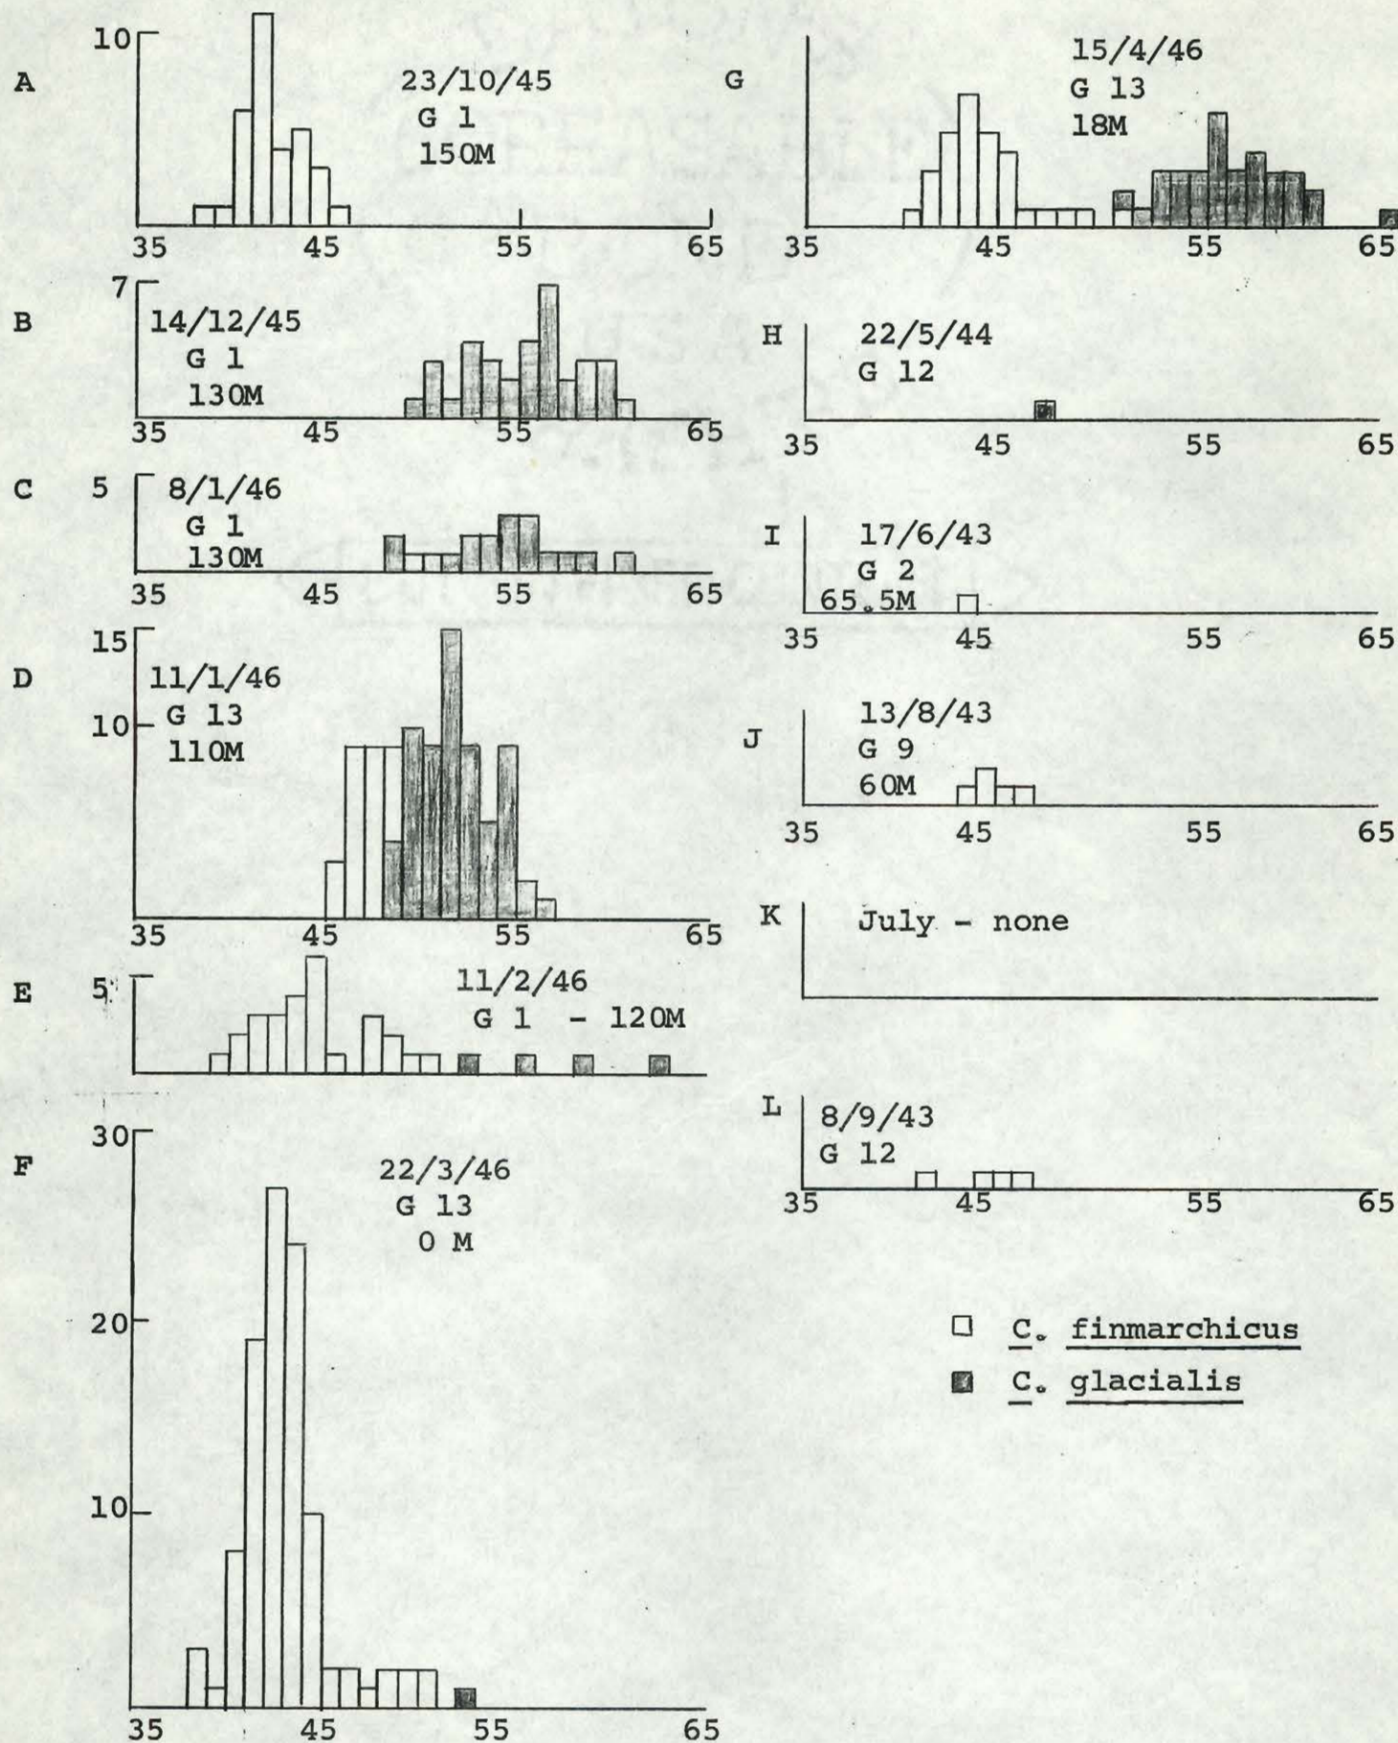 A
10
23/10/45
G 1
150M
35 45 55 65
B
7
14/12/45
G 1
130M
35 45 55 65
C
5
8/1/46
G 1
130M
35 45 55 65
D
15
10
11/1/46
G 13
110M
35 45 55 65
E
5
11/2/46
G 1 - 120M
F
30
20
10
22/3/46
G 13
0 M
35 45 55 65
G
15/4/46
G 13
18M
35 45 55 65
H
22/5/44
G 12
35 45 55 65
I
17/6/43
G 2
65.5M
35 45 55 65
J
13/8/43
G 9
60M
35 45 55 65
K
July - none
L
8/9/43
G 12
35 45 55 65
C. finmarchicus
C. glacialis